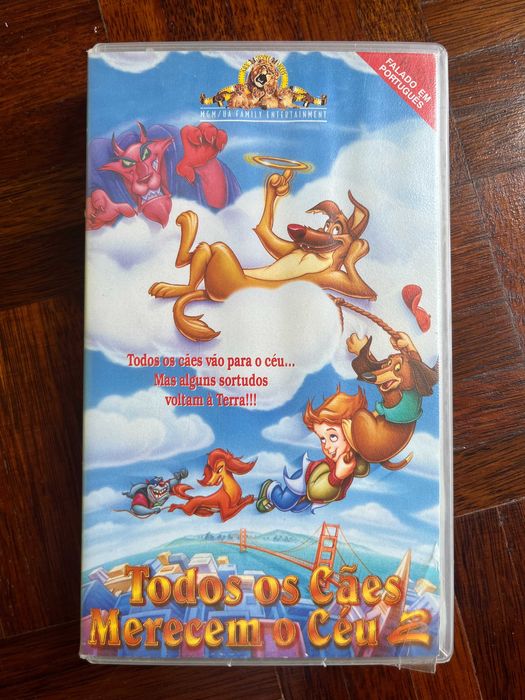 FALADO EM
PORTUGUÊS
MGM/UA FAMILY ENTERTAINMENT
Todos os cães vão para o céu...
Mas alguns sortudos
voltam à Terra!!!
Todos os Cães
Merecem o Céu 2